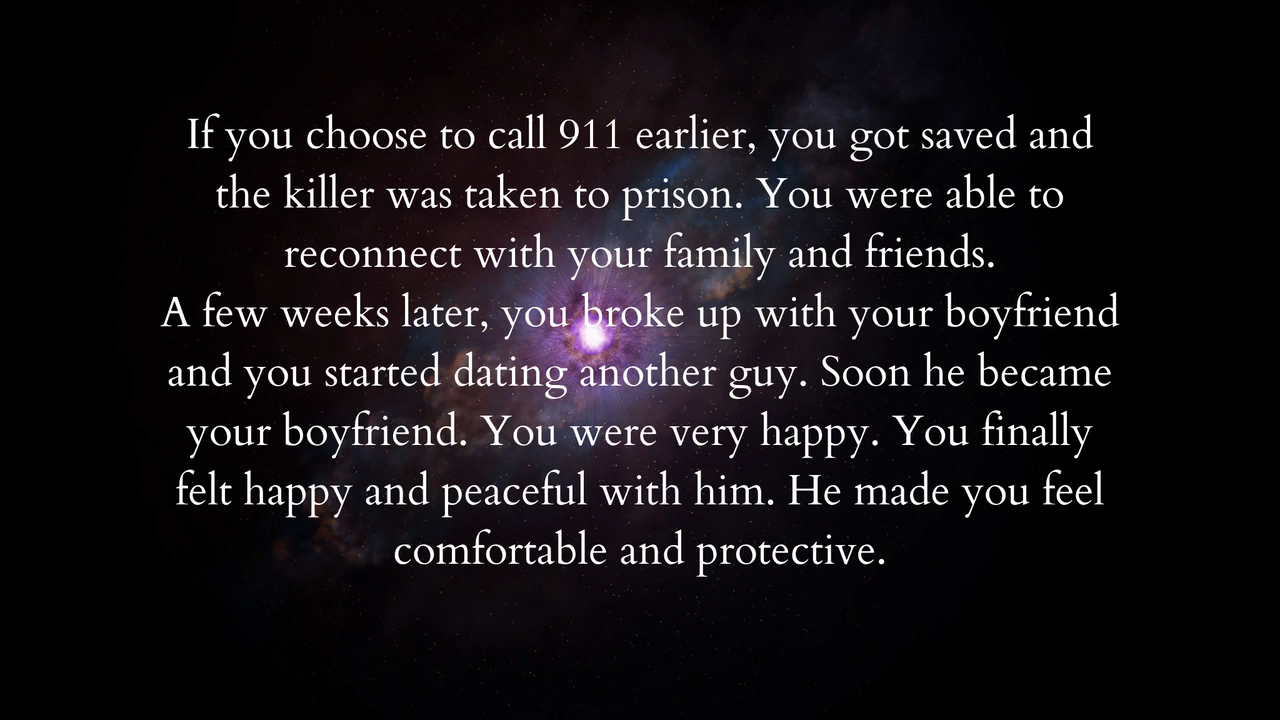 If you choose to call 911 earlier, you got saved and
the killer was taken to prison. You were able to
reconnect with your family and friends.
A few weeks later, you broke up with your boyfriend
and you started dating another guy. Soon he became
your boyfriend. You were very happy. You finally
felt happy and peaceful with him. He made you feel
comfortable and protective.